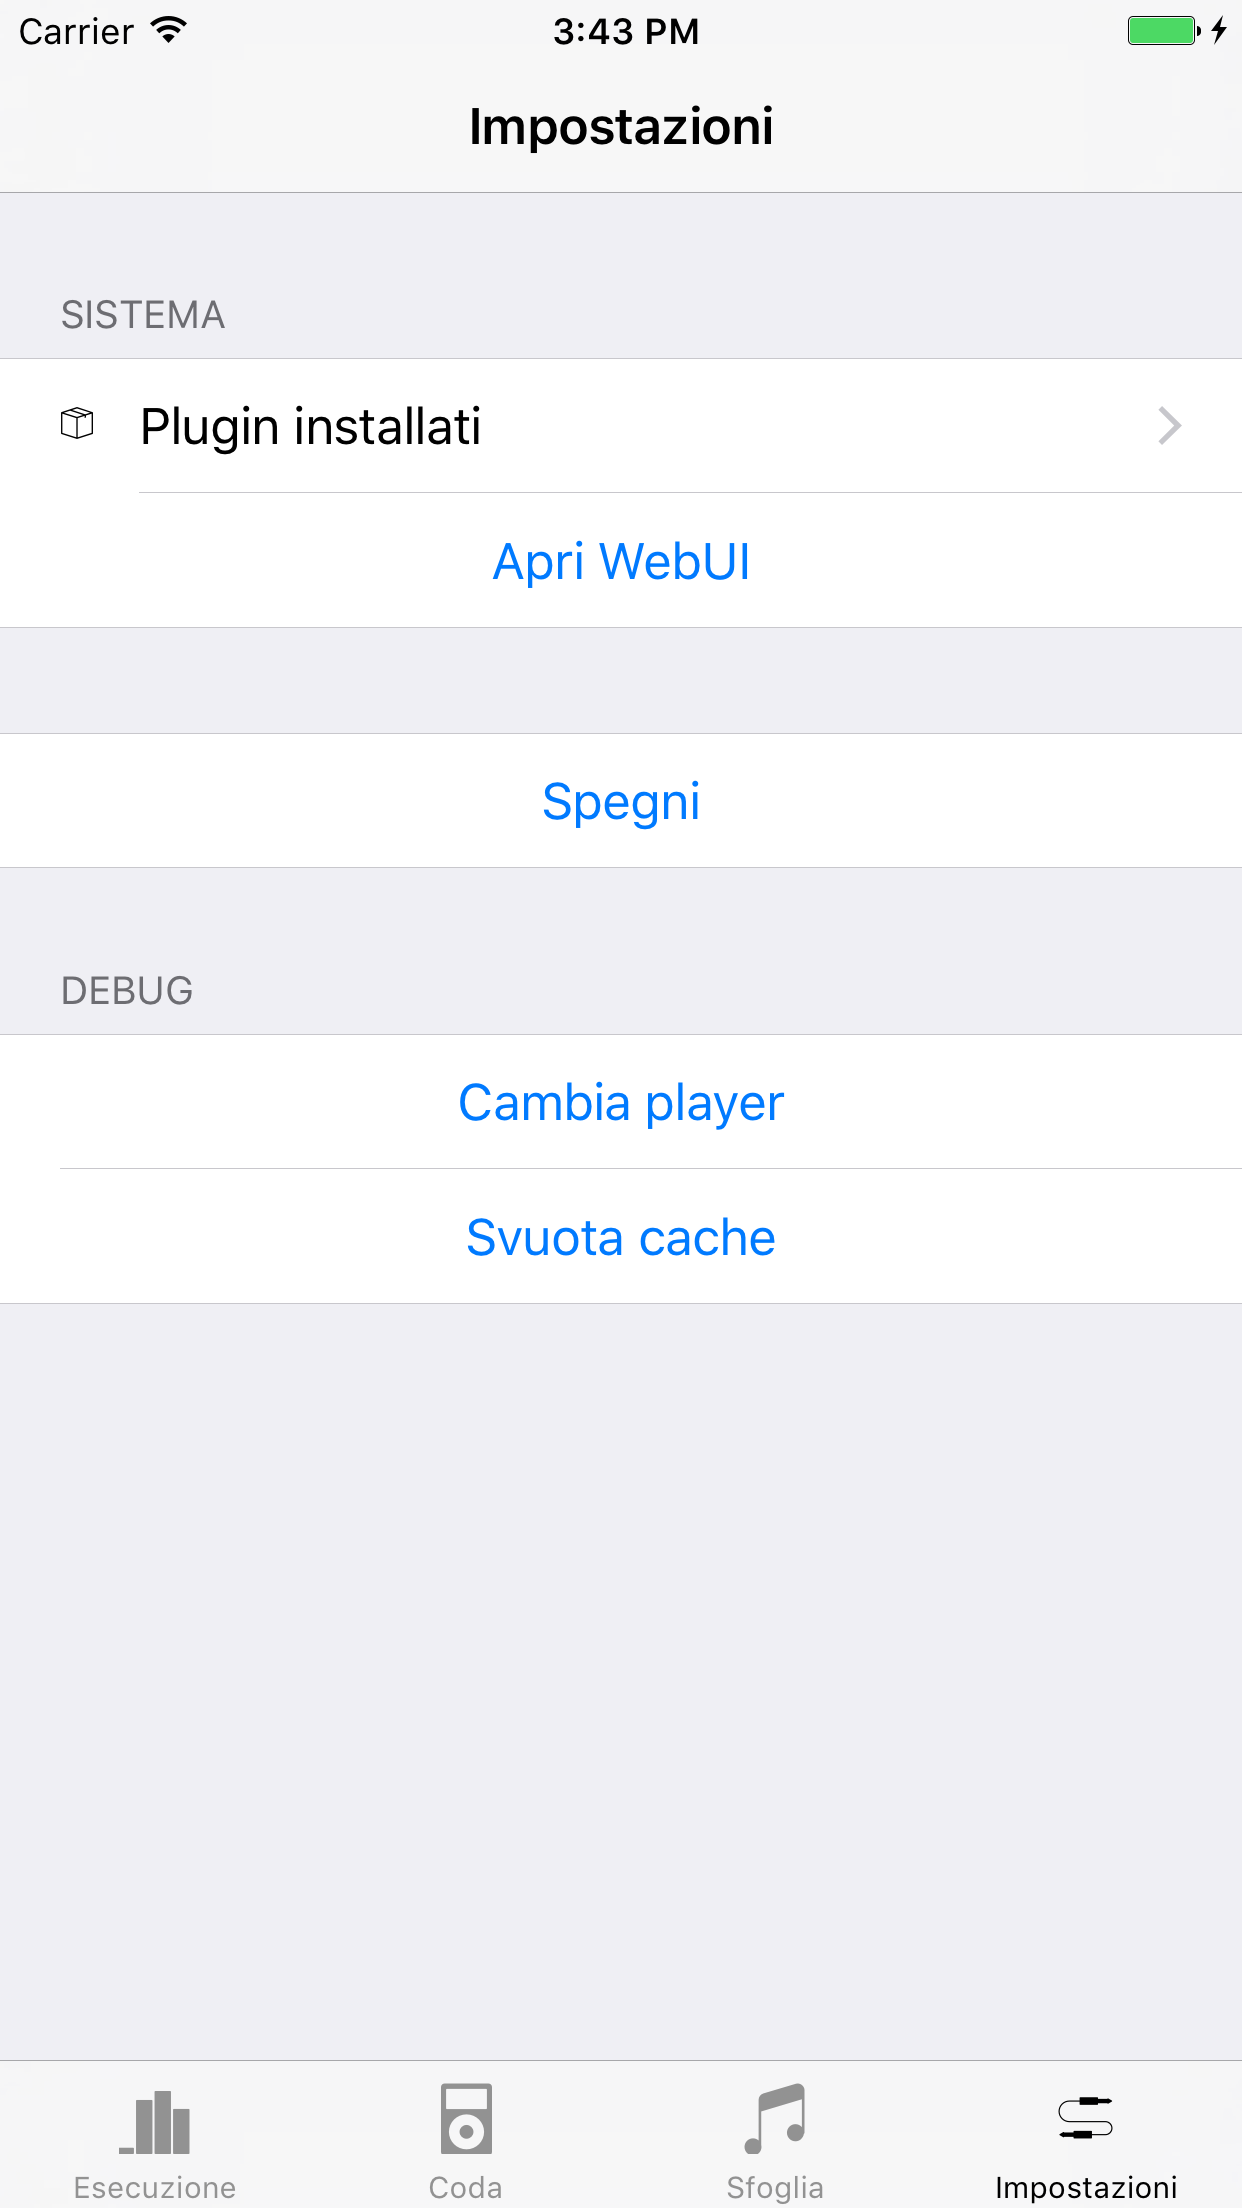 Carrier 3:43 PM
Impostazioni
SISTEMA
Plugin installati
Apri WebUI
Spegni
DEBUG
Cambia player
Svuota cache
Esecuzione Coda Sfoglia Impostazioni